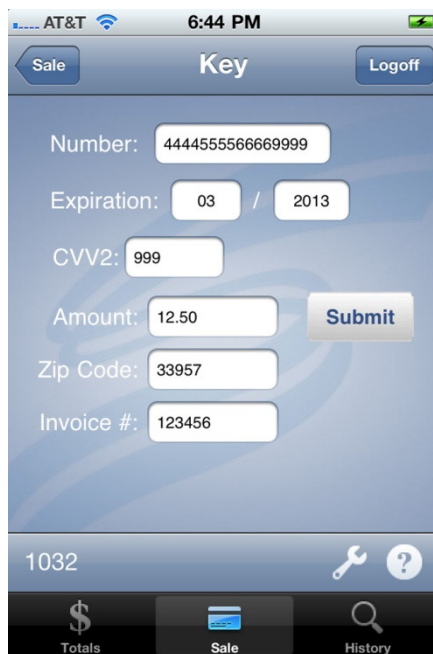 AT&T 6:44 PM
Sale Key Logoff
Number: 4444555566669999
Expiration: 03 / 2013
CVV2: 999
Amount: 12.50 Submit
Zip Code: 33957
Invoice #: 123456
1032 ?
$
Totals Sale History